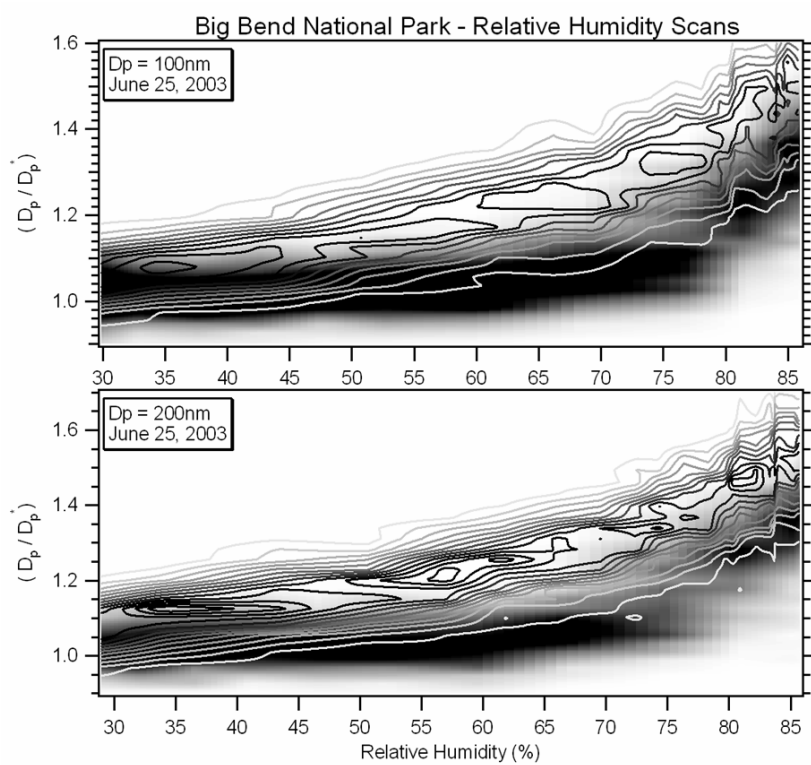 Big Bend National Park - Relative Humidity Scans
Dp = 100nm
June 25, 2003
( Dp / Dp* )
1.6
1.4
1.2
1.0
30 35 40 45 50 55 60 65 70 75 80 85
Dp = 200nm
June 25, 2003
( Dp / Dp* )
1.6
1.4
1.2
1.0
30 35 40 45 50 55 60 65 70 75 80 85
Relative Humidity (%)